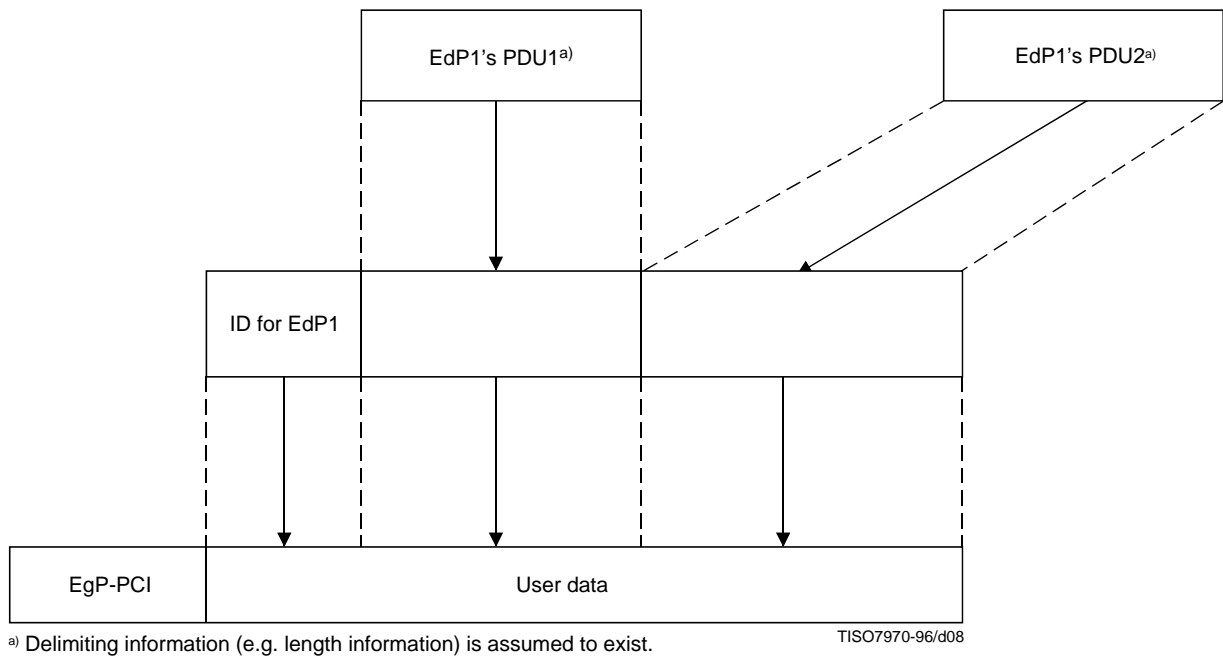 EdP1’s PDU1a)
EdP1’s PDU2a)
ID for EdP1
EgP-PCI
User data
a) Delimiting information (e.g. length information) is assumed to exist.
TISO7970-96/d08